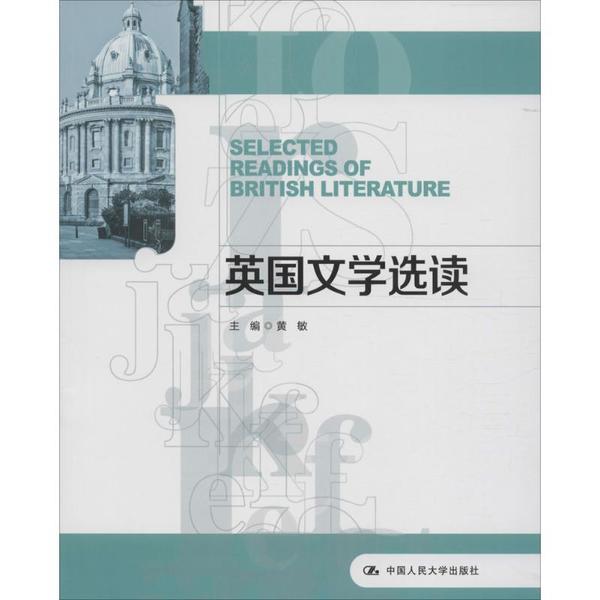 SELECTED
READINGS OF
BRITISH LITERATURE
英国文学选读
主 编 ◎ 黄 敏
中国人民大学出版社